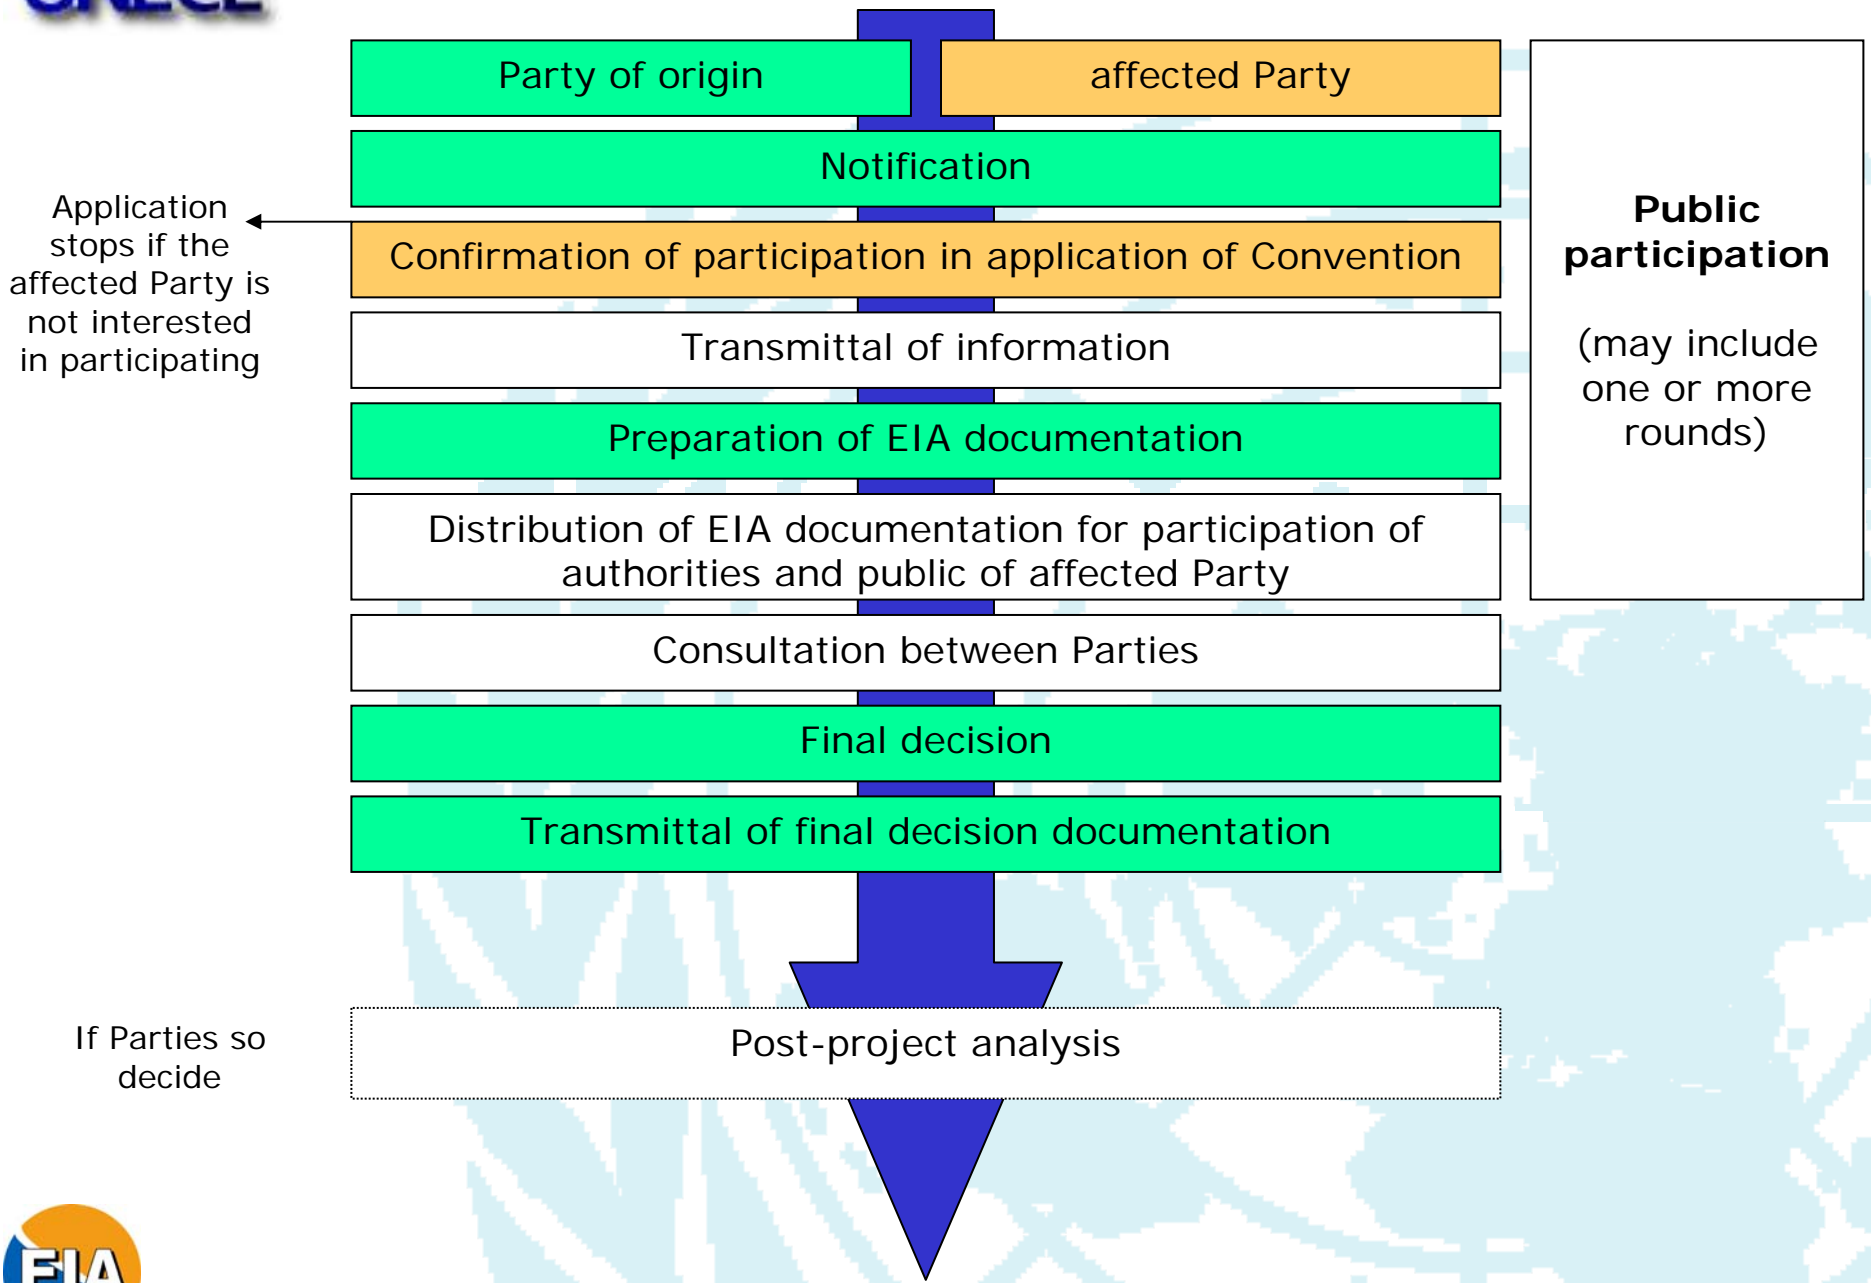 UNECE
Party of origin
affected Party
Notification
Application
stops if the
affected Party is
not interested
in participating
Confirmation of participation in application of Convention
Transmittal of information
Preparation of EIA documentation
Distribution of EIA documentation for participation of
authorities and public of affected Party
Consultation between Parties
Final decision
Transmittal of final decision documentation
Public
participation
(may include
one or more
rounds)
If Parties so
decide
Post-project analysis
EIA